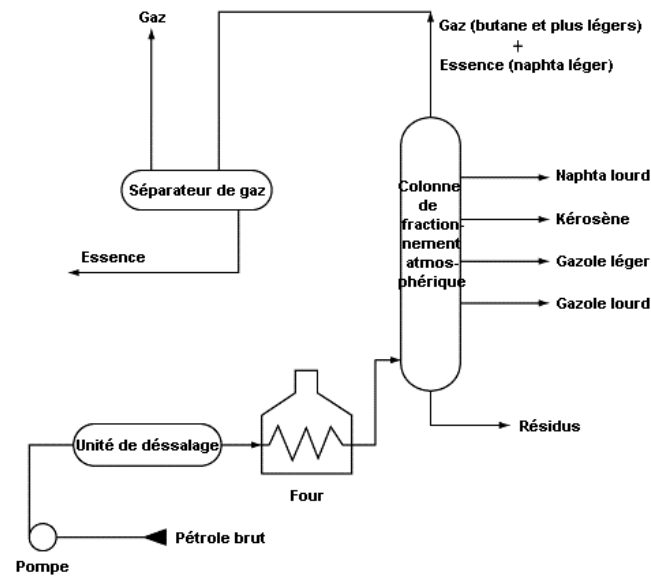 Gaz
Gaz (butane et plus légers)
+
Essence (naphta léger)
Séparateur de gaz
Essence
Colonne
de
fraction-
nement
atmos-
phérique
Naphta lourd
Kérosène
Gazole léger
Gazole lourd
Résidus
Unité de déssalage
Four
Pétrole brut
Pompe